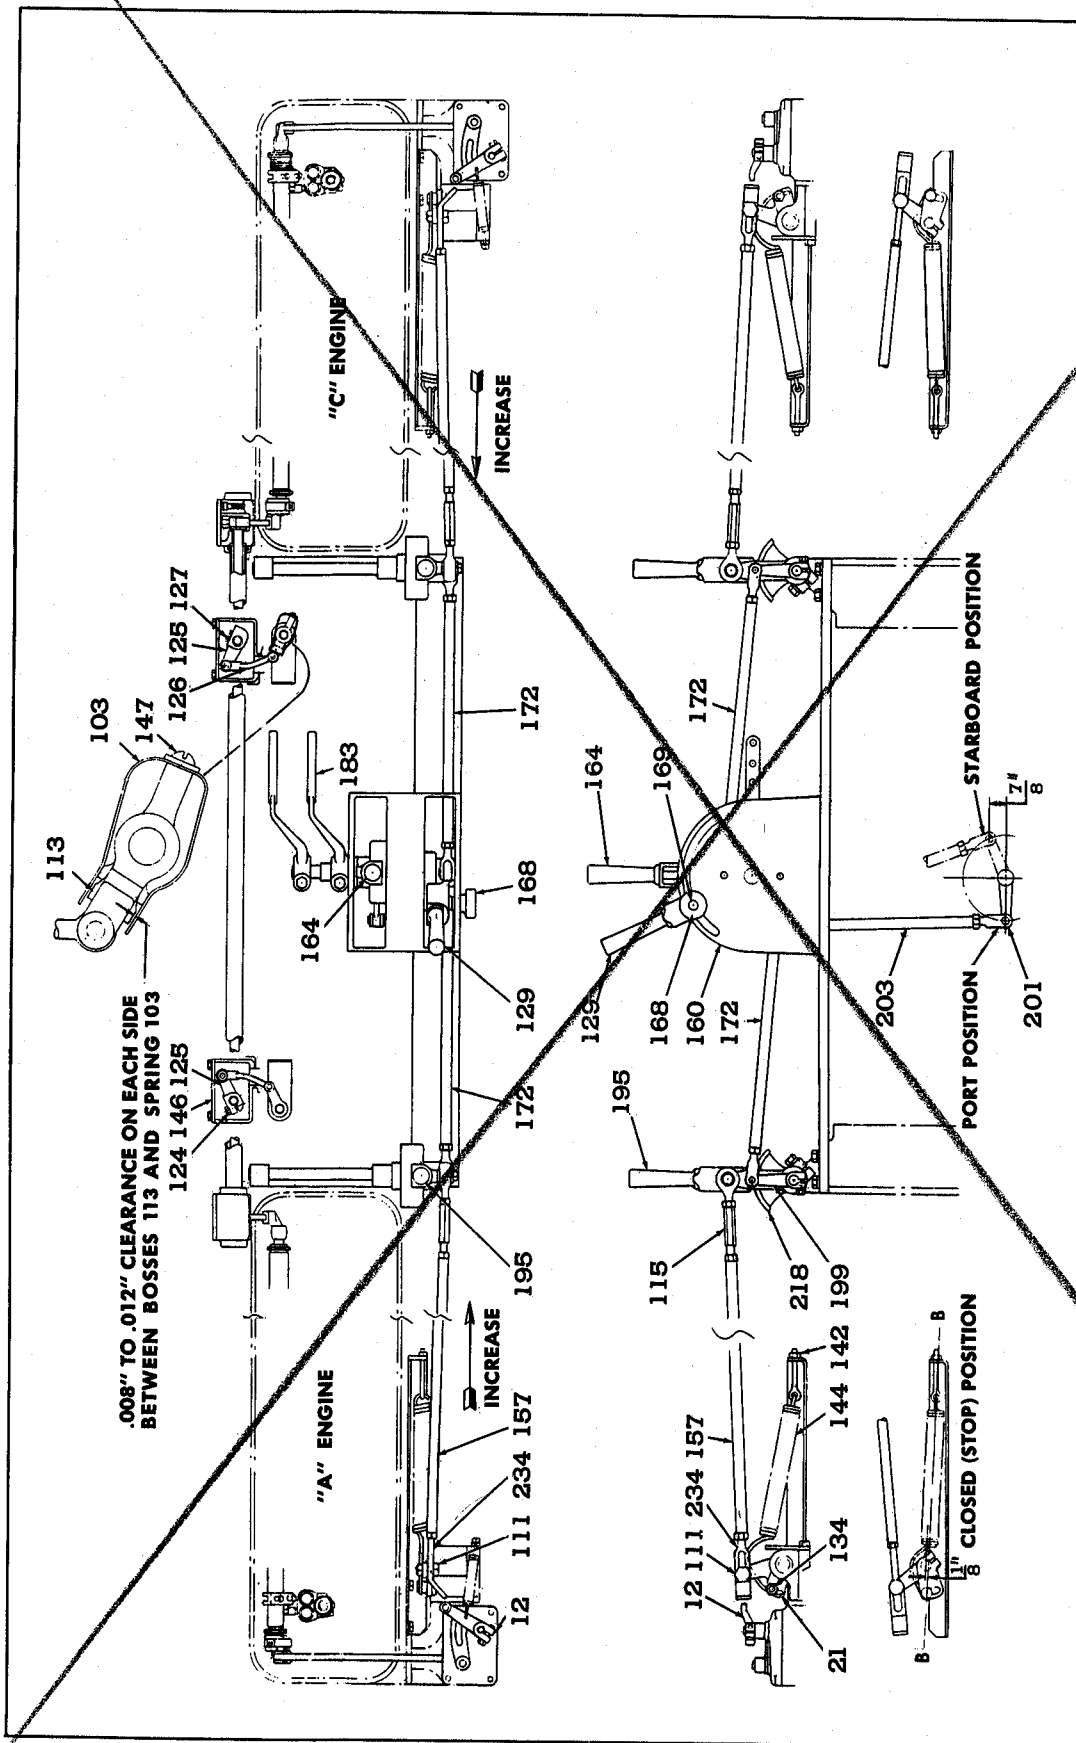 .008" TO .012" CLEARANCE ON EACH SIDE
BETWEEN BOSSES 113 AND SPRING 103
113
103
147
124 146 125
126 125 127
"A" ENGINE
"C" ENGINE
183
164
168
129
172
172
195
INCREASE
INCREASE
12
111 234 157
195
129
164
169
168
160
172
172
115
218
199
12 111 234 157
21
134
144 142
203
201
PORT POSITION
STARBOARD POSITION
7"
8
1"
8
CLOSED (STOP) POSITION
B
B